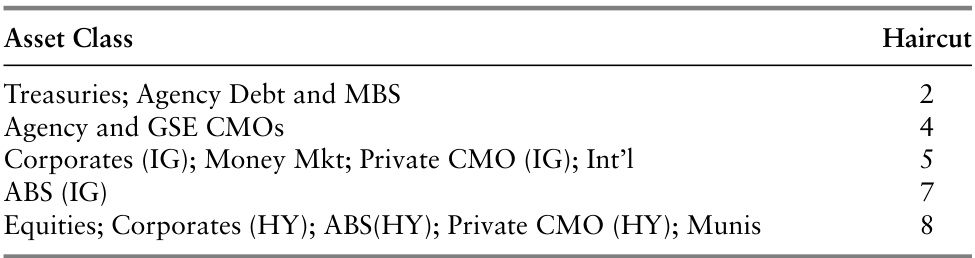 Asset Class Haircut
Treasuries; Agency Debt and MBS 2
Agency and GSE CMOs 4
Corporates (IG); Money Mkt; Private CMO (IG); Int'l 5
ABS (IG) 7
Equities; Corporates (HY); ABS(HY); Private CMO (HY); Munis 8